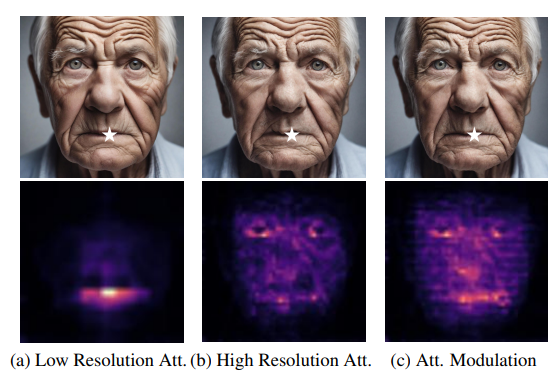 (a) Low Resolution Att. (b) High Resolution Att. (c) Att. Modulation